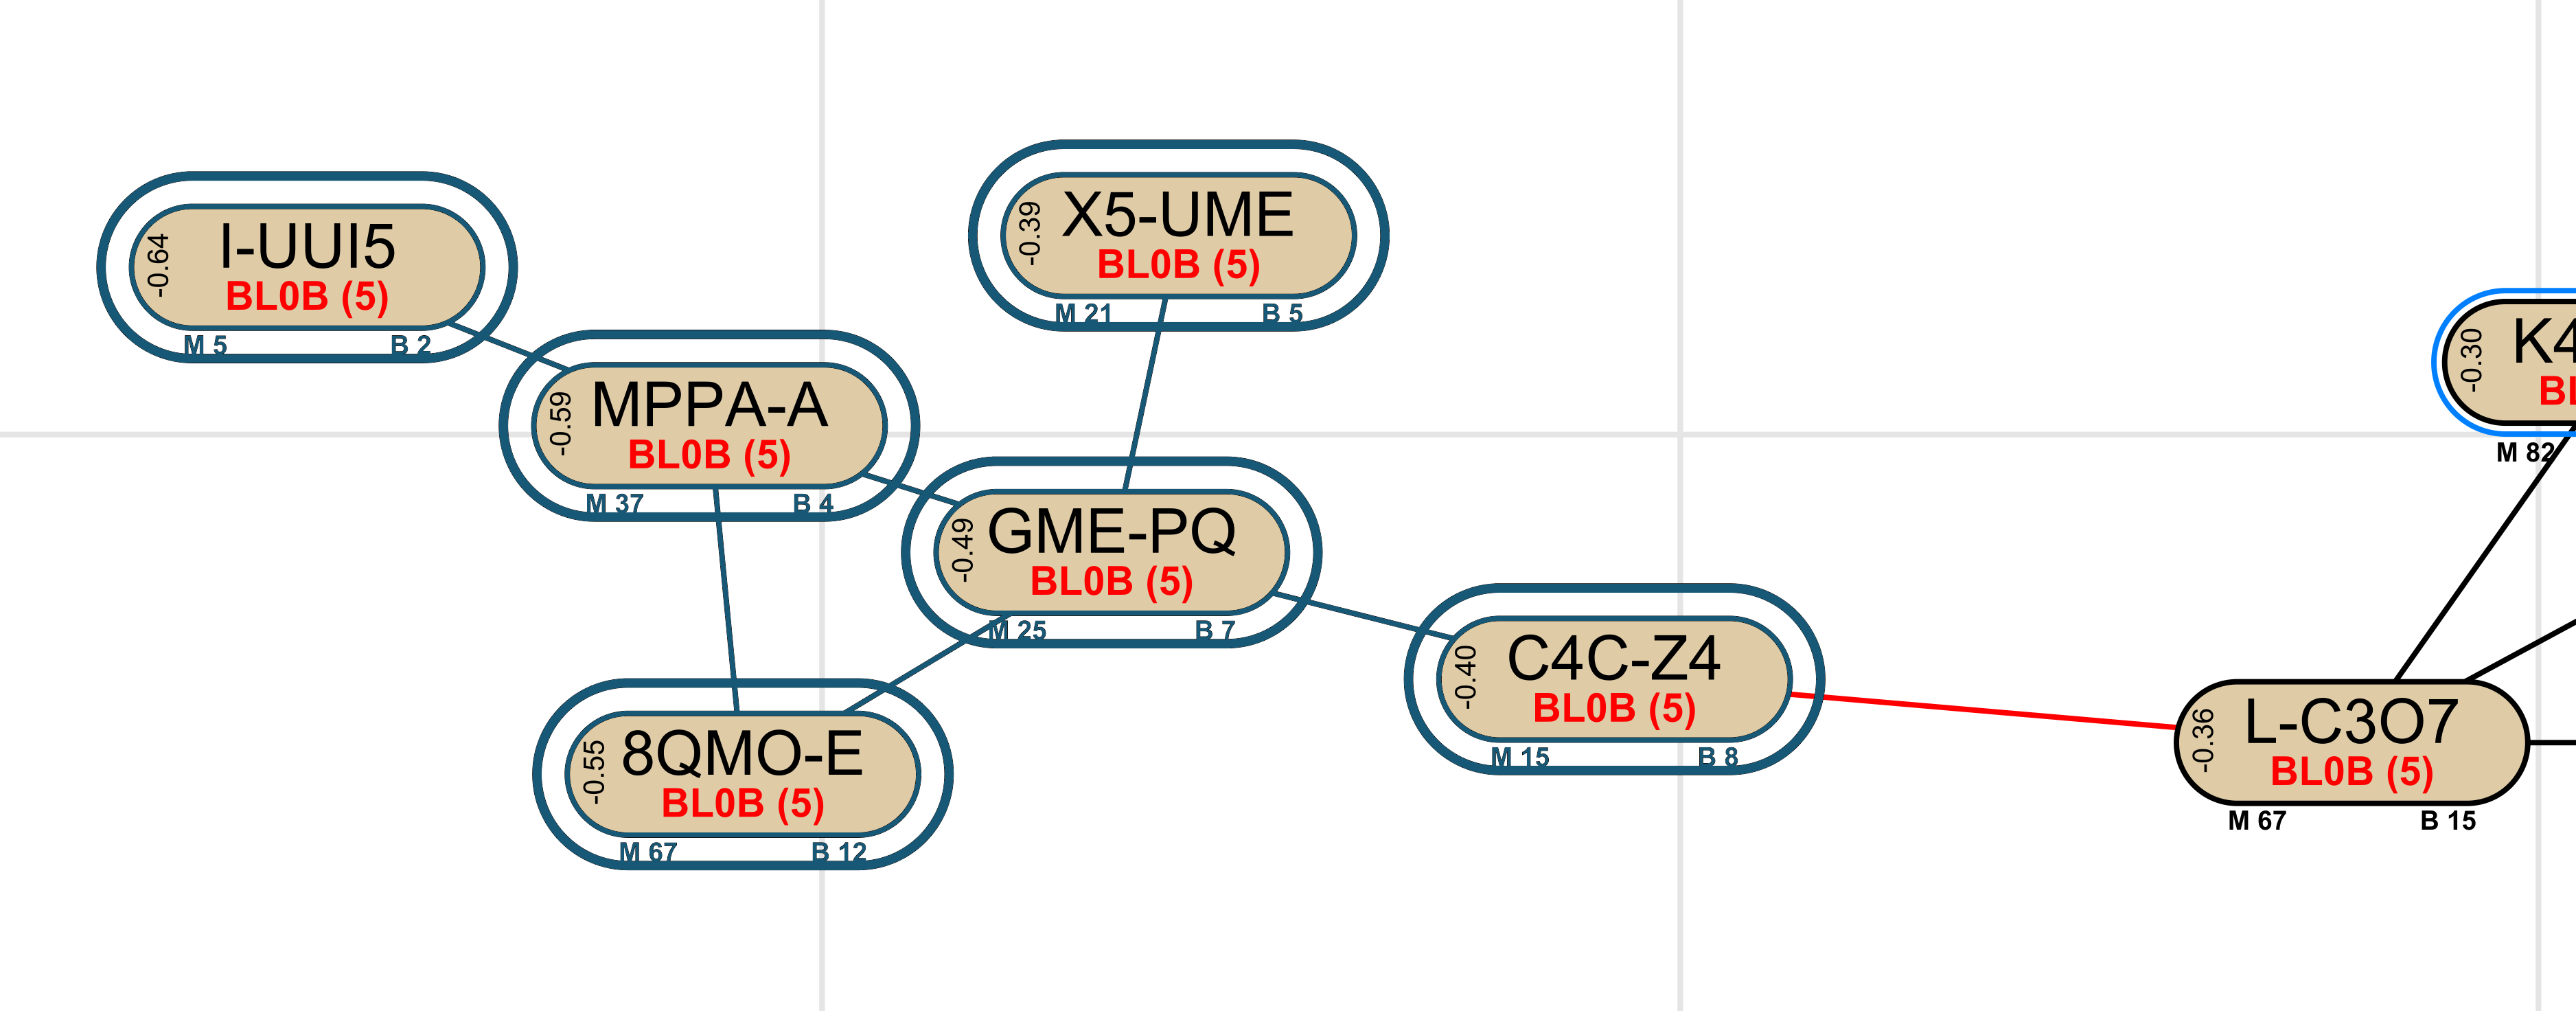 -0.64
I-UUI5
BL0B (5)
M 5 B 2
-0.39
X5-UME
BL0B (5)
M 21 B 5
-0.59
MPPA-A
BL0B (5)
M 37 B 4
-0.49
GME-PQ
BL0B (5)
M 25 B 7
-0.55
8QMO-E
BL0B (5)
M 67 B 12
-0.40
C4C-Z4
BL0B (5)
M 15 B 8
-0.30
K4
BL
M 82
-0.36
L-C3O7
BL0B (5)
M 67 B 15